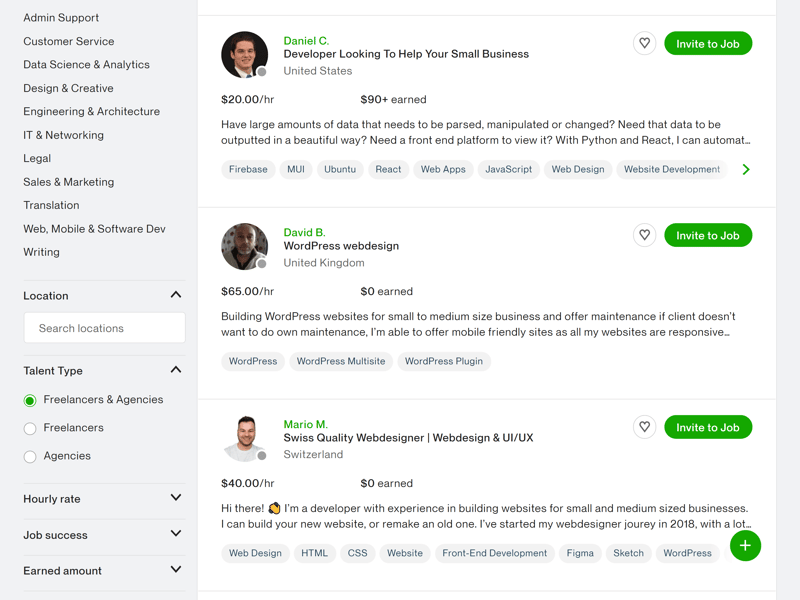 Admin Support
Customer Service
Data Science & Analytics
Design & Creative
Engineering & Architecture
IT & Networking
Legal
Sales & Marketing
Translation
Web, Mobile & Software Dev
Writing
Location
Search locations
Talent Type
Freelancers & Agencies
Freelancers
Agencies
Hourly rate
Job success
Earned amount
Daniel C.
Developer Looking To Help Your Small Business
United States
Invite to Job
$20.00/hr $90+ earned
Have large amounts of data that needs to be parsed, manipulated or changed? Need that data to be
outputted in a beautiful way? Need a front end platform to view it? With Python and React, I can automat…
Firebase MUI Ubuntu React Web Apps JavaScript Web Design Website Development
David B.
WordPress webdesign
United Kingdom
Invite to Job
$65.00/hr $0 earned
Building WordPress websites for small to medium size business and offer maintenance if client doesn't
want to do own maintenance, I'm able to offer mobile friendly sites as all my websites are responsive…
WordPress WordPress Multisite WordPress Plugin
Mario M.
Swiss Quality Webdesigner | Webdesign & UI/UX
Switzerland
Invite to Job
$40.00/hr $0 earned
Hi there! 👋 I'm a developer with experience in building websites for small and medium sized businesses.
I can build your new website, or remake an old one. I've started my webdesigner jourey in 2018, with a lot…
Web Design HTML CSS Website Front-End Development Figma Sketch WordPress